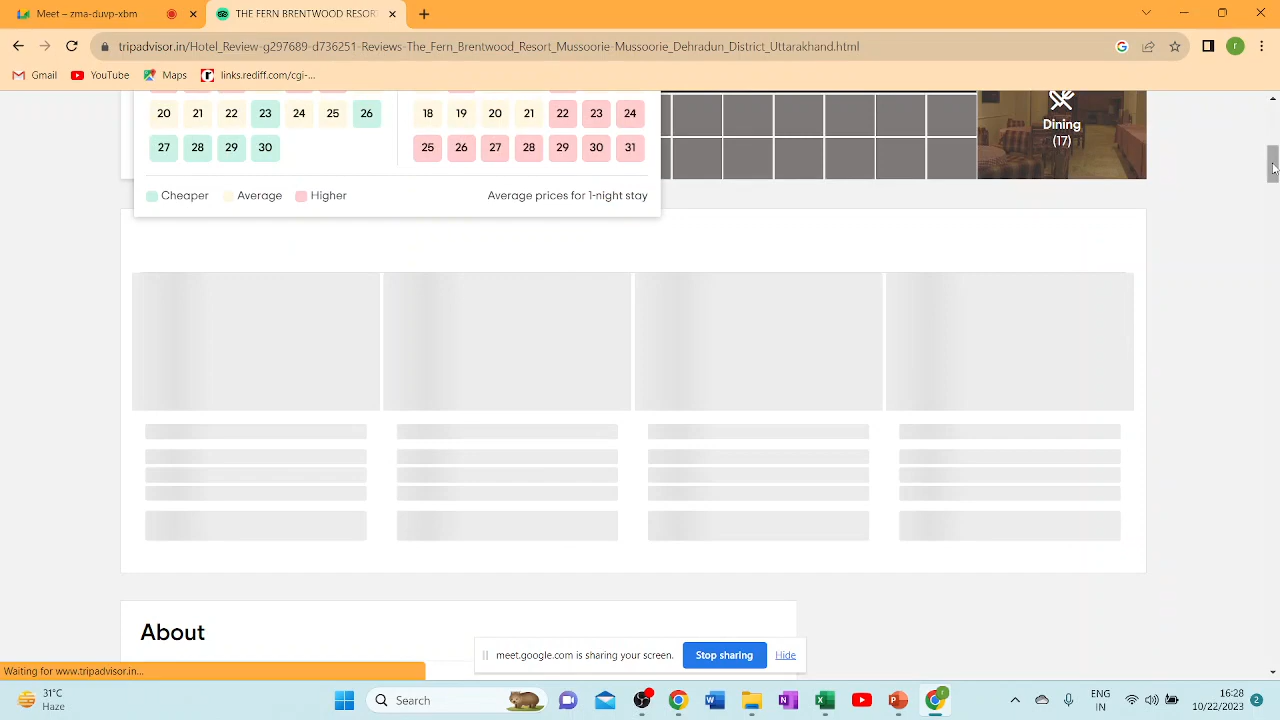 Meet – zma-duvp-xbm
THE FERN BRENTWOOD RESORT
tripadvisor.in/Hotel_Review-g297689-d736251-Reviews-The_Fern_Brentwood_Resort_Mussoorie-Mussoorie_Dehradun_District_Uttarakhand.html
r
Gmail
YouTube
Maps
links.rediff.com/cgi-...
20 21 22 23 24 25 26
18 19 20 21 22 23 24
27 28 29 30
25 26 27 28 29 30 31
Dining
(17)
Cheaper
Average
Higher
Average prices for 1-night stay
About
meet.google.com is sharing your screen.
Stop sharing
Hide
Waiting for www.tripadvisor.in...
31°C
Haze
Search
ENG
IN
16:28
10/22/2023
2